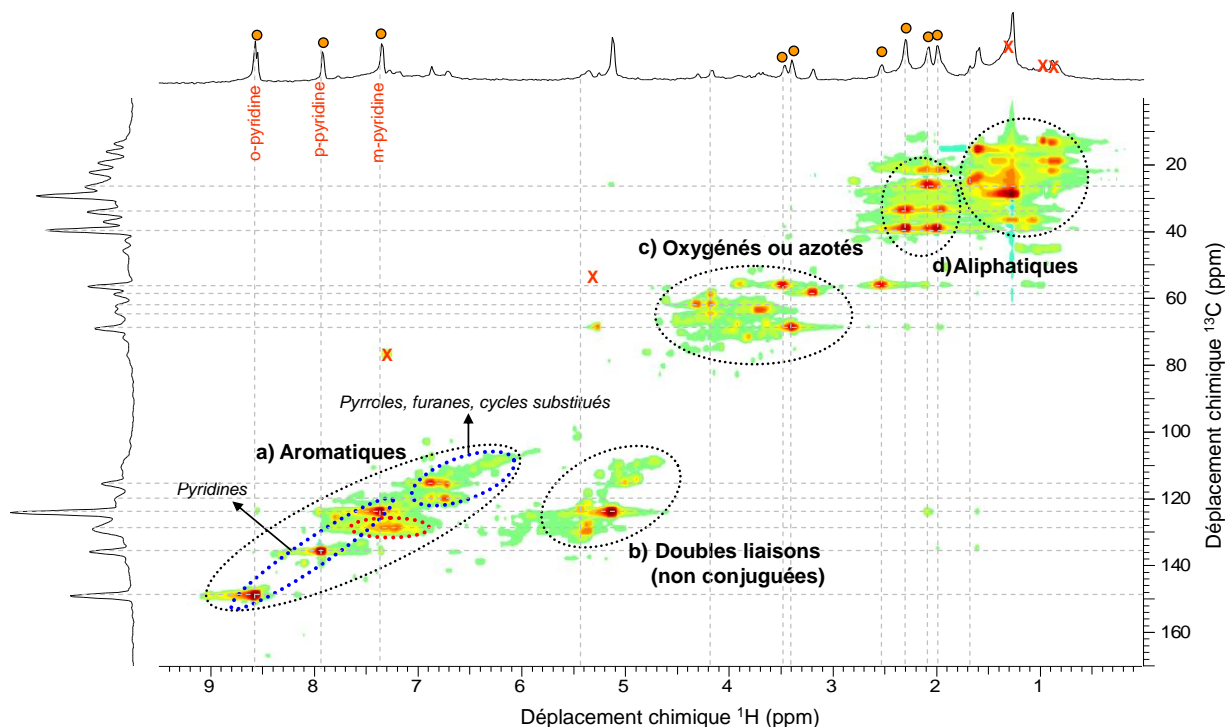 X
X X
o-pyridine
p-pyridine
m-pyridine
20
40
60
80
100
120
140
160
Déplacement chimique ¹³C (ppm)
c) Oxygénés ou azotés
d)Aliphatiques
X
X
Pyrroles, furanes, cycles substitués
a) Aromatiques
Pyridines
b) Doubles liaisons
(non conjuguées)
9 8 7 6 5 4 3 2 1
Déplacement chimique ¹H (ppm)